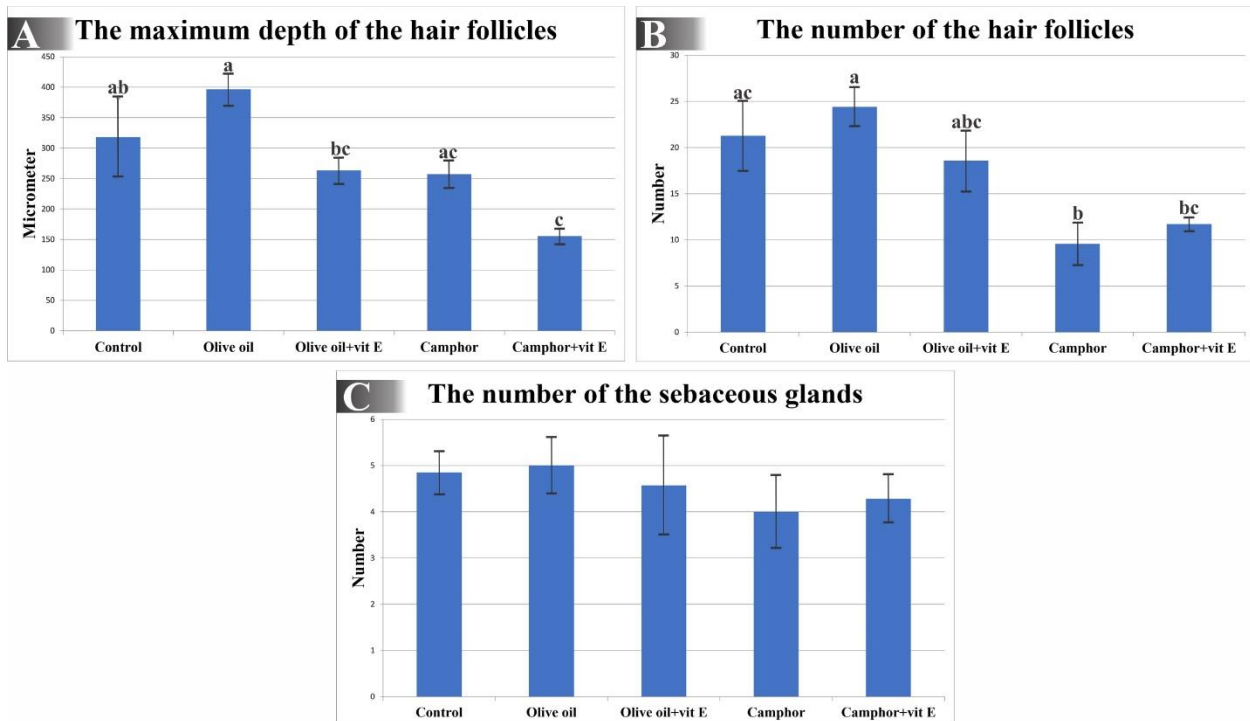 A The maximum depth of the hair follicles
Micrometer
450
400
350
300
250
200
150
100
50
0
ab
a
bc
ac
c
Control Olive oil Olive oil+vit E Camphor Camphor+vit E
B The number of the hair follicles
Number
30
25
20
15
10
5
0
ac
a
abc
b
bc
Control Olive oil Olive oil+vit E Camphor Camphor+vit E
C The number of the sebaceous glands
Number
6
5
4
3
2
1
0
Control Olive oil Olive oil+vit E Camphor Camphor+vit E